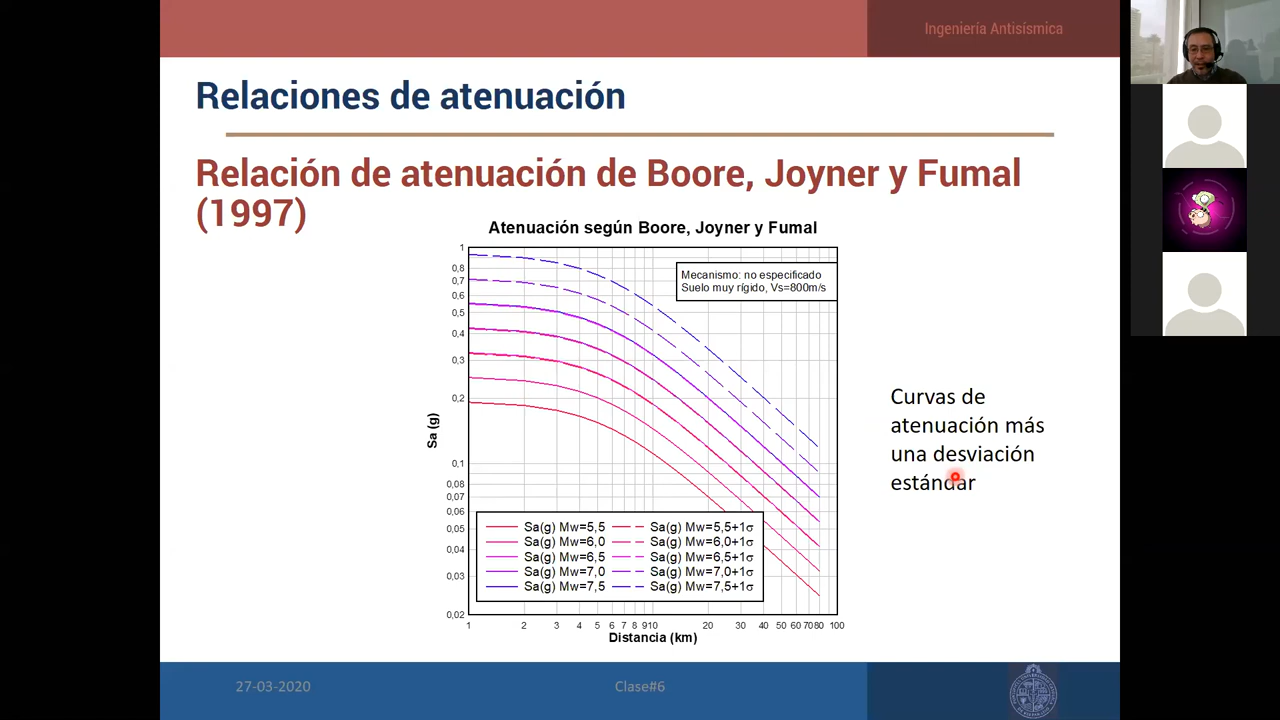 Ingeniería Antisísmica
Relaciones de atenuación
Relación de atenuación de Boore, Joyner y Fumal
(1997)
Atenuación según Boore, Joyner y Fumal
Mecanismo: no especificado
Suelo muy rígido, Vs=800m/s
1
0,8
0,7
0,6
0,5
0,4
0,3
0,2
0,1
0,08
0,07
0,06
0,05
0,04
0,03
0,02
Sa (g)
Sa(g) Mw=5,5 Sa(g) Mw=5,5+1σ
Sa(g) Mw=6,0 Sa(g) Mw=6,0+1σ
Sa(g) Mw=6,5 Sa(g) Mw=6,5+1σ
Sa(g) Mw=7,0 Sa(g) Mw=7,0+1σ
Sa(g) Mw=7,5 Sa(g) Mw=7,5+1σ
1 2 3 4 5 6 7 8 910 20 30 40 50 60 7080 100
Distancia (km)
Curvas de
atenuación más
una desviación
estándar
27-03-2020 Clase#6